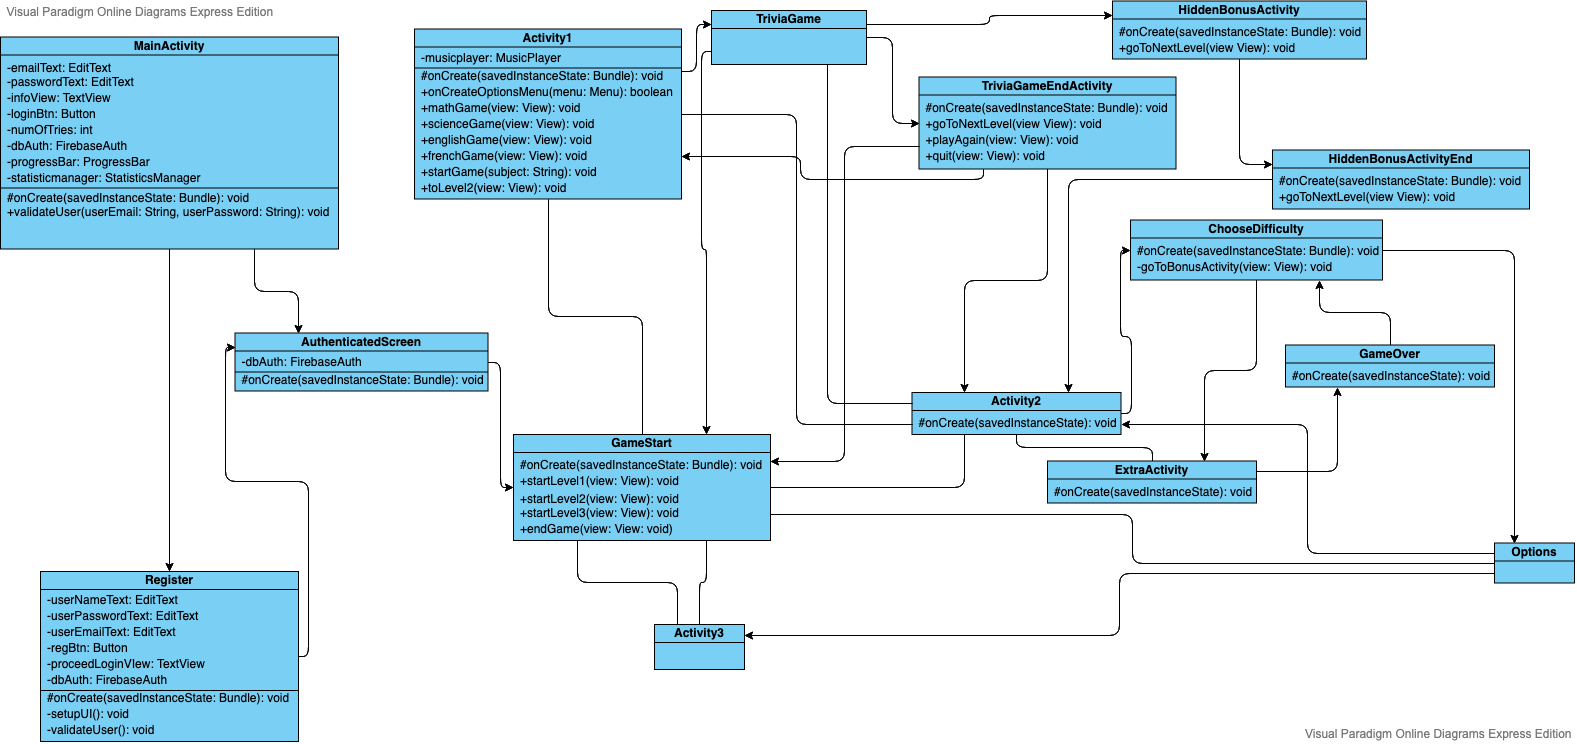 Visual Paradigm Online Diagrams Express Edition
MainActivity
-emailText: EditText
-passwordText: EditText
-infoView: TextView
-loginBtn: Button
-numOfTries: int
-dbAuth: FirebaseAuth
-progressBar: ProgressBar
-statisticmanager: StatisticsManager
#onCreate(savedInstanceState: Bundle): void
+validateUser(userEmail: String, userPassword: String): void
Activity1
-musicplayer: MusicPlayer
#onCreate(savedInstanceState: Bundle): void
+onCreateOptionsMenu(menu: Menu): boolean
+mathGame(view: View): void
+scienceGame(view: View): void
+englishGame(view: View): void
+frenchGame(view: View): void
+startGame(subject: String): void
+toLevel2(view: View): void
TriviaGame
HiddenBonusActivity
#onCreate(savedInstanceState: Bundle): void
+goToNextLevel(view View): void
TriviaGameEndActivity
#onCreate(savedInstanceState: Bundle): void
+goToNextLevel(view View): void
+playAgain(view: View): void
+quit(view: View): void
HiddenBonusActivityEnd
#onCreate(savedInstanceState: Bundle): void
+goToNextLevel(view View): void
ChooseDifficulty
#onCreate(savedInstanceState: Bundle): void
-goToBonusActivity(view: View): void
AuthenticatedScreen
-dbAuth: FirebaseAuth
#onCreate(savedInstanceState: Bundle): void
GameOver
#onCreate(savedInstanceState): void
Activity2
#onCreate(savedInstanceState): void
GameStart
#onCreate(savedInstanceState: Bundle): void
+startLevel1(view: View): void
+startLevel2(view: View): void
+startLevel3(view: View): void
+endGame(view: View: void)
ExtraActivity
#onCreate(savedInstanceState): void
Options
Register
-userNameText: EditText
-userPasswordText: EditText
-userEmailText: EditText
-regBtn: Button
-proceedLoginVIew: TextView
-dbAuth: FirebaseAuth
#onCreate(savedInstanceState: Bundle): void
-setupUI(): void
-validateUser(): void
Activity3
Visual Paradigm Online Diagrams Express Edition